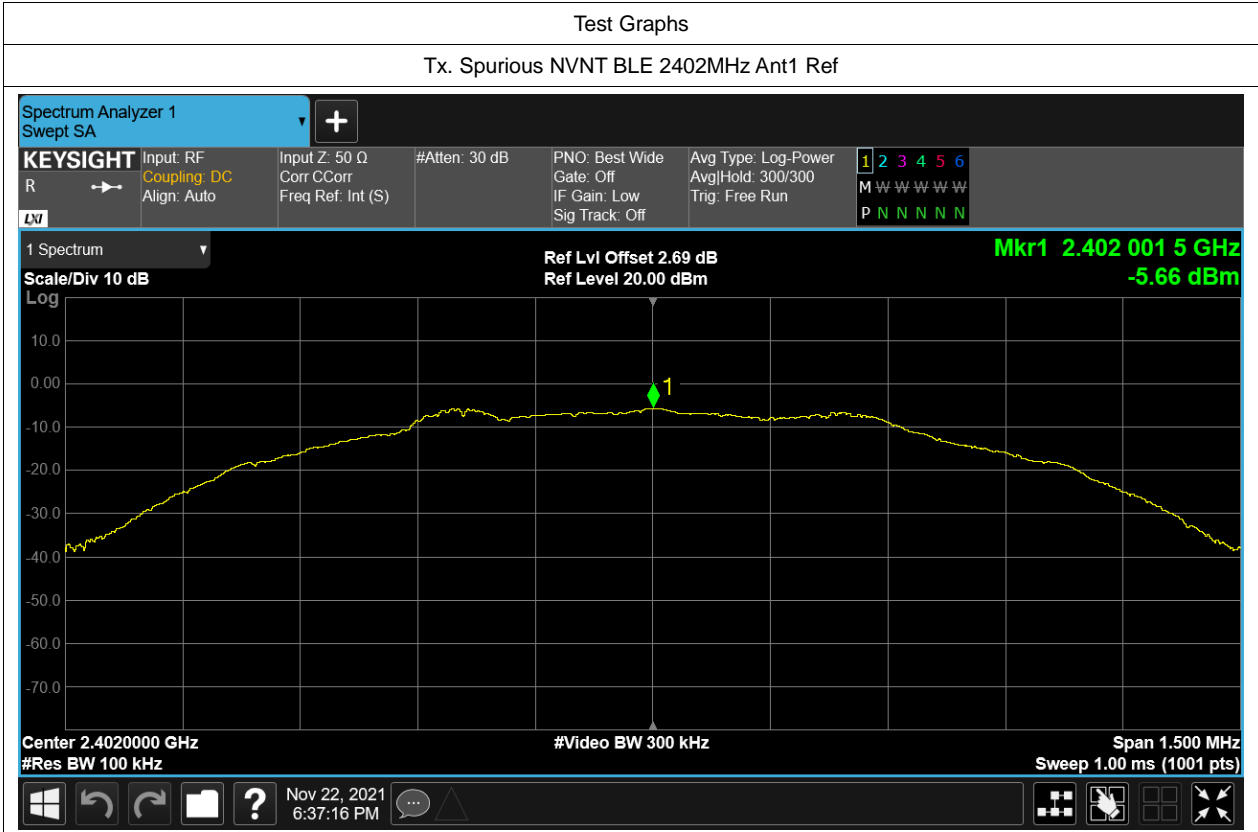 Test Graphs
Tx. Spurious NVNT BLE 2402MHz Ant1 Ref
Spectrum Analyzer 1
Swept SA
KEYSIGHT
R
LXI
Input: RF
Coupling: DC
Align: Auto
Input Z: 50 Ω
Corr CCorr
Freq Ref: Int (S)
#Atten: 30 dB
PNO: Best Wide
Gate: Off
IF Gain: Low
Sig Track: Off
Avg Type: Log-Power
Avg|Hold: 300/300
Trig: Free Run
1 2 3 4 5 6
M W W W W W
P N N N N N
1 Spectrum
Scale/Div 10 dB
Log
Ref Lvl Offset 2.69 dB
Ref Level 20.00 dBm
Mkr1 2.402 001 5 GHz
-5.66 dBm
10.0
0.00
1
-10.0
-20.0
-30.0
-40.0
-50.0
-60.0
-70.0
Center 2.4020000 GHz
#Res BW 100 kHz
#Video BW 300 kHz
Span 1.500 MHz
Sweep 1.00 ms (1001 pts)
?
Nov 22, 2021
6:37:16 PM